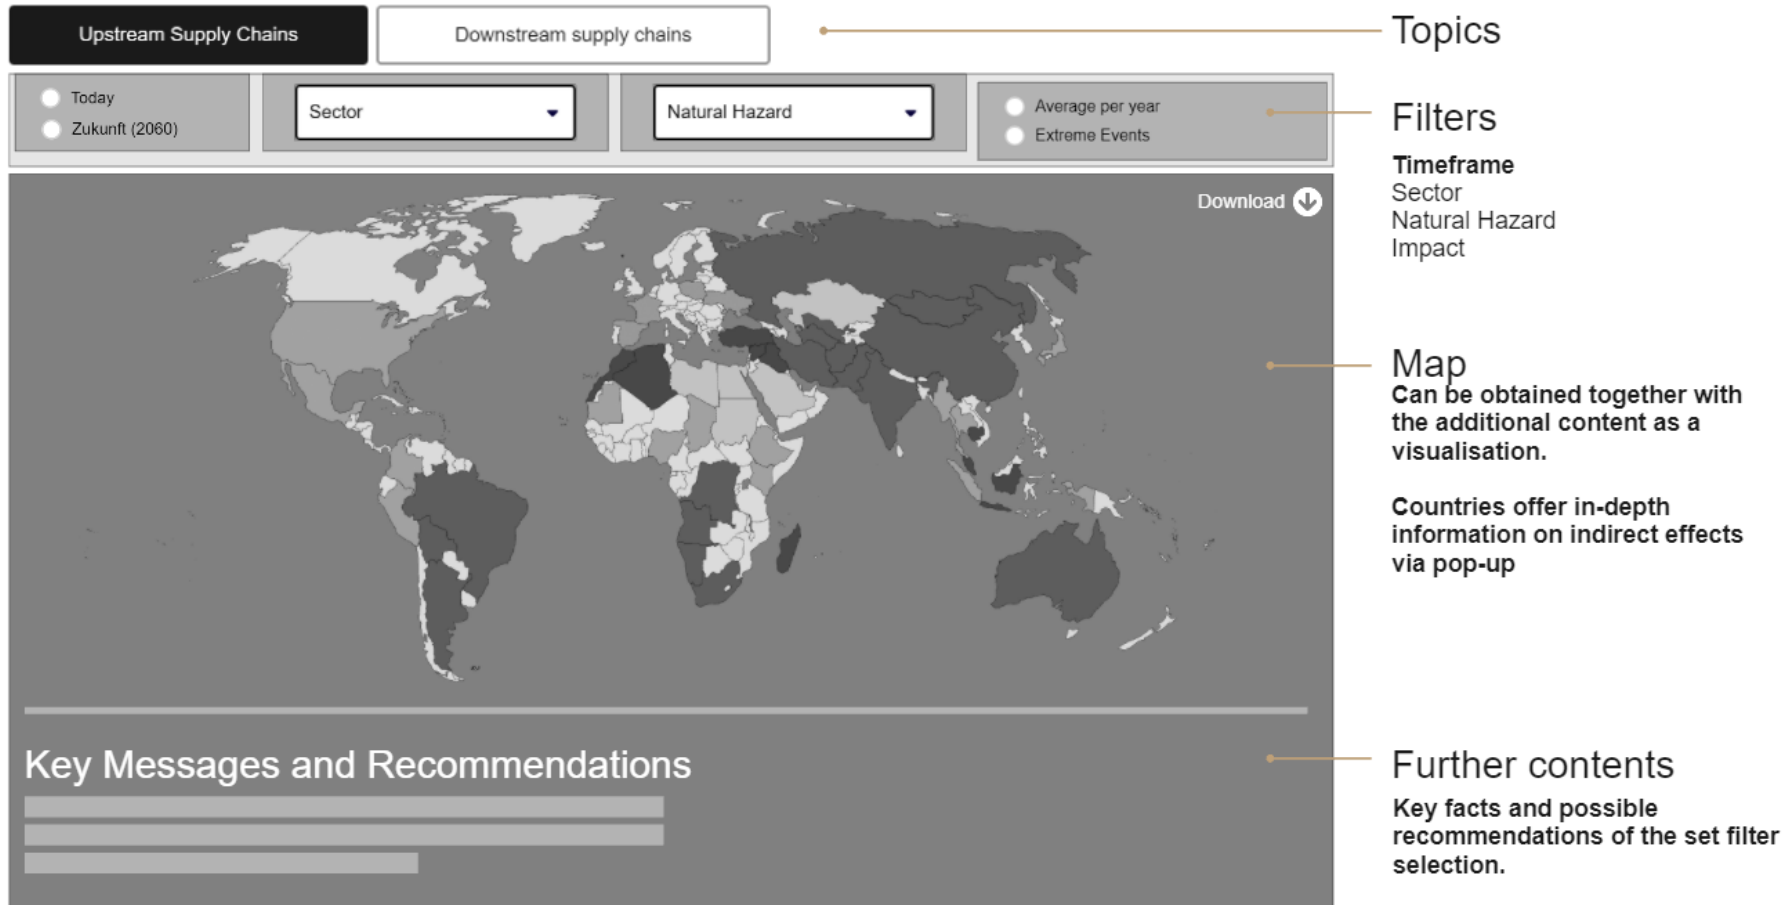 Upstream Supply Chains
Downstream supply chains
Topics
Today
Zukunft (2060)
Sector
Natural Hazard
Average per year
Extreme Events
Filters
Timeframe
Sector
Natural Hazard
Impact
Download
Map
Can be obtained together with
the additional content as a
visualisation.
Countries offer in-depth
information on indirect effects
via pop-up
Key Messages and Recommendations
Further contents
Key facts and possible
recommendations of the set filter
selection.